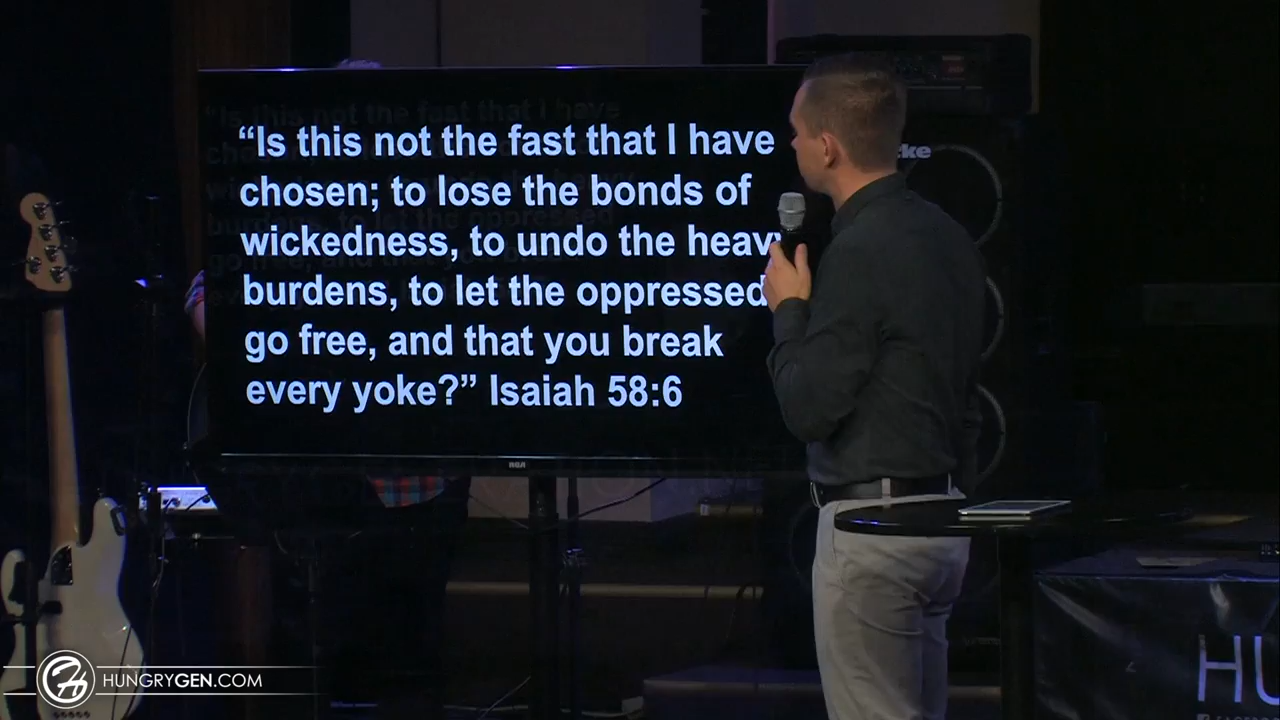 “Is this not the fast that I have
chosen; to lose the bonds of
wickedness, to undo the heavy
burdens, to let the oppressed
go free, and that you break
every yoke?” Isaiah 58:6
RCA
HUNGRYGEN.COM